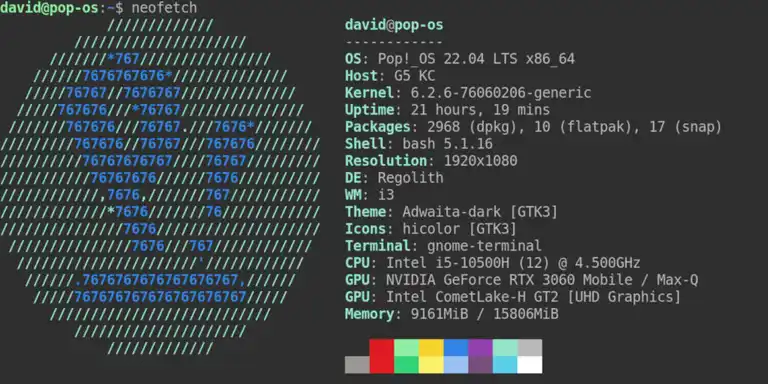 david@pop-os:~$ neofetch
             /////////////                david@pop-os
         /////////////////////            ------------
      ///////*767////////////////         OS: Pop!_OS 22.04 LTS x86_64
    //////7676767676*//////////////       Host: G5 KC
   /////76767//7676767//////////////      Kernel: 6.2.6-76060206-generic
  /////767676///*76767///////////////     Uptime: 21 hours, 19 mins
 ///////767676///76767.///7676*///////    Packages: 2968 (dpkg), 10 (flatpak), 17 (snap)
/////////767676//76767///767676////////   Shell: bash 5.1.16
//////////76767676767////76767/////////   Resolution: 1920x1080
///////////76767676//////7676//////////   DE: Regolith
////////////,7676,///////767///////////   WM: i3
/////////////*7676///////76////////////   Theme: Adwaita-dark [GTK3]
///////////////7676////////////////////   Icons: hicolor [GTK3]
 ///////////////7676///767////////////    Terminal: gnome-terminal
  //////////////////////'////////////     CPU: Intel i5-10500H (12) @ 4.500GHz
   //////.7676767676767676767,//////      GPU: NVIDIA GeForce RTX 3060 Mobile / Max-Q
    /////767676767676767676767/////       GPU: Intel CometLake-H GT2 [UHD Graphics]
      ///////////////////////////         Memory: 9161MiB / 15806MiB
         /////////////////////
             /////////////